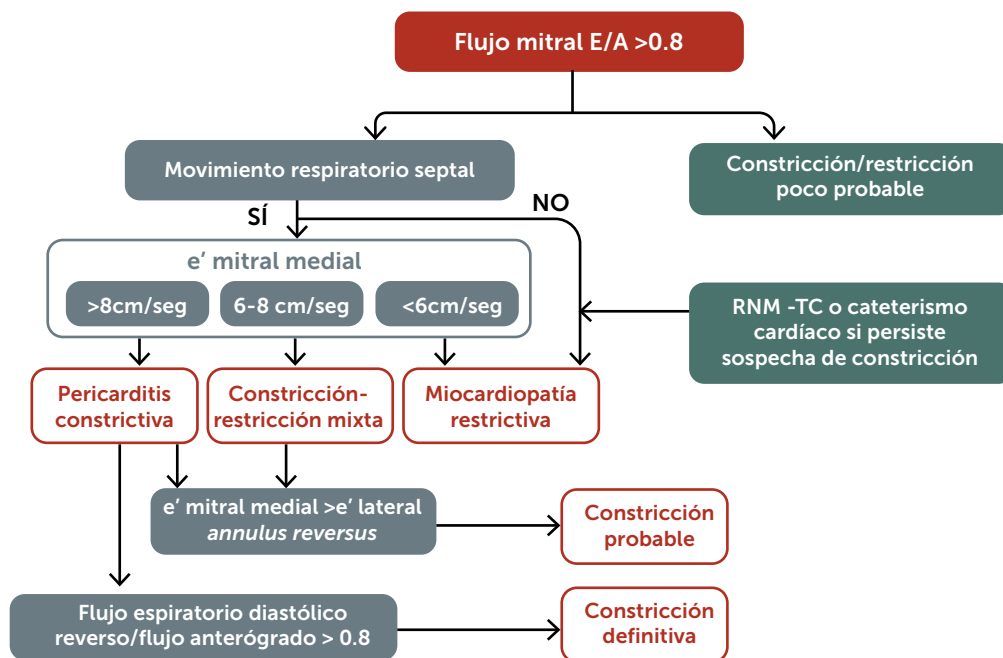 Flujo mitral E/A >0.8
Movimiento respiratorio septal
Constricción/restricción
poco probable
SÍ
NO
e’ mitral medial
>8cm/seg
6-8 cm/seg
<6cm/seg
RNM -TC o cateterismo
cardíaco si persiste
sospecha de constricción
Pericarditis
constrictiva
Constricción-
restricción mixta
Miocardiopatía
restrictiva
e’ mitral medial >e’ lateral
annulus reversus
Constricción
probable
Flujo espiratorio diastólico
reverso/flujo anterógrado > 0.8
Constricción
definitiva